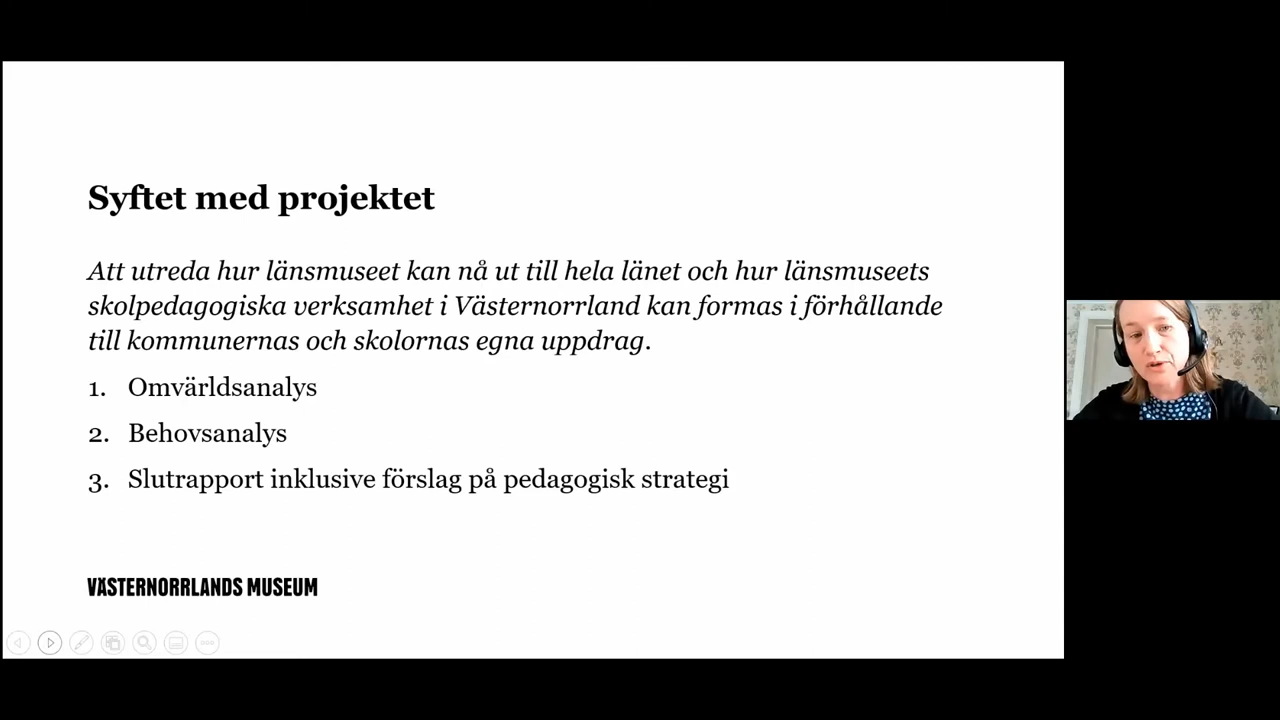 Syftet med projektet
Att utreda hur länsmuseet kan nå ut till hela länet och hur länsmuseets
skolpedagogiska verksamhet i Västernorrland kan formas i förhållande
till kommunernas och skolornas egna uppdrag.
1. Omvärldsanalys
2. Behovsanalys
3. Slutrapport inklusive förslag på pedagogisk strategi
VÄSTERNORRLANDS MUSEUM